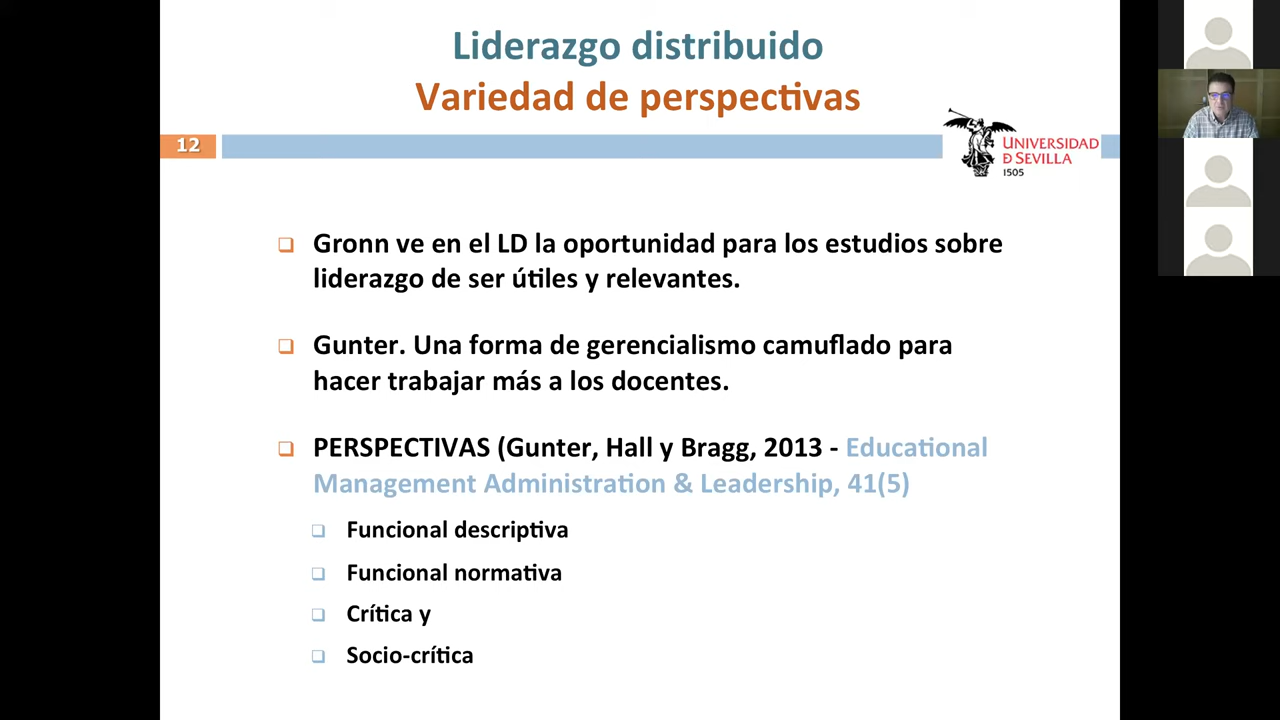 Liderazgo distribuido
Variedad de perspectivas
12
UNIVERSIDAD
D SEVILLA
1505
Gronn ve en el LD la oportunidad para los estudios sobre
liderazgo de ser útiles y relevantes.
Gunter. Una forma de gerencialismo camuflado para
hacer trabajar más a los docentes.
PERSPECTIVAS (Gunter, Hall y Bragg, 2013 - Educational
Management Administration & Leadership, 41(5)
Funcional descriptiva
Funcional normativa
Crítica y
Socio-crítica